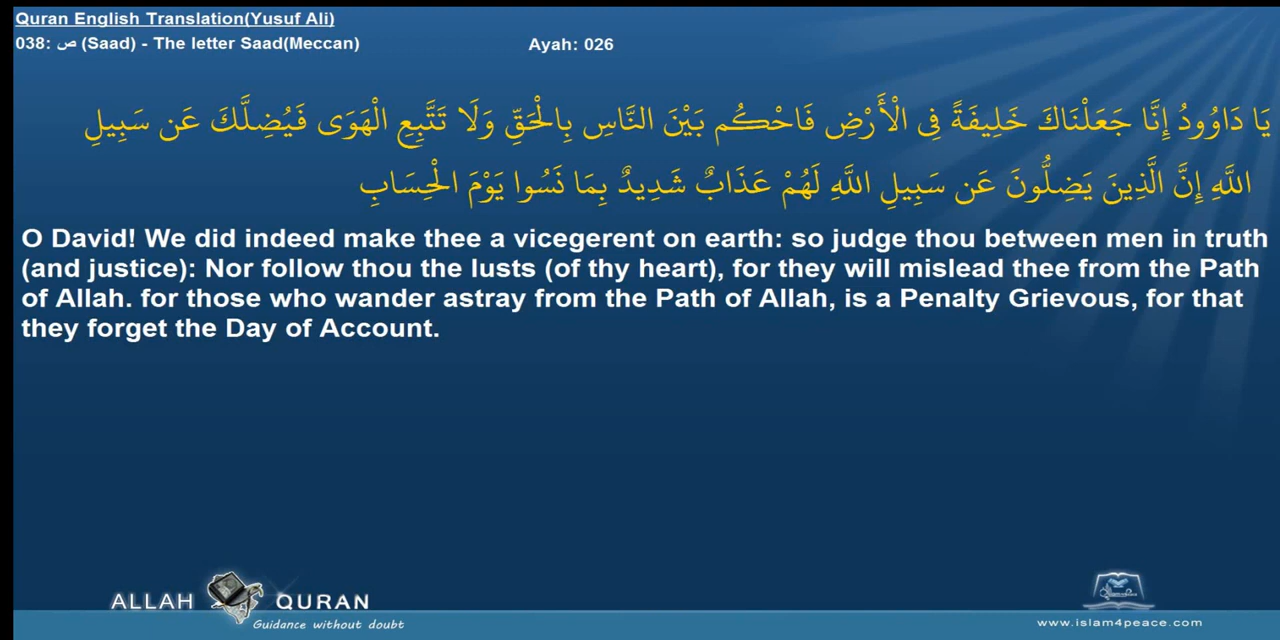 Quran English Translation(Yusuf Ali)
038: ص (Saad) - The letter Saad(Meccan)
Ayah: 026
يَا دَاوُودُ إِنَّا جَعَلْنَاكَ خَلِيفَةً فِي الْأَرْضِ فَاحْكُم بَيْنَ النَّاسِ بِالْحَقِّ وَلَا تَتَّبِعِ الْهَوَى فَيُضِلَّكَ عَن سَبِيلِ
اللَّهِ إِنَّ الَّذِينَ يَضِلُّونَ عَن سَبِيلِ اللَّهِ لَهُمْ عَذَابٌ شَدِيدٌ بِمَا نَسُوا يَوْمَ الْحِسَابِ
O David! We did indeed make thee a vicegerent on earth: so judge thou between men in truth
(and justice): Nor follow thou the lusts (of thy heart), for they will mislead thee from the Path
of Allah. for those who wander astray from the Path of Allah, is a Penalty Grievous, for that
they forget the Day of Account.
ALLAH QURAN
Guidance without doubt
www.islam4peace.com